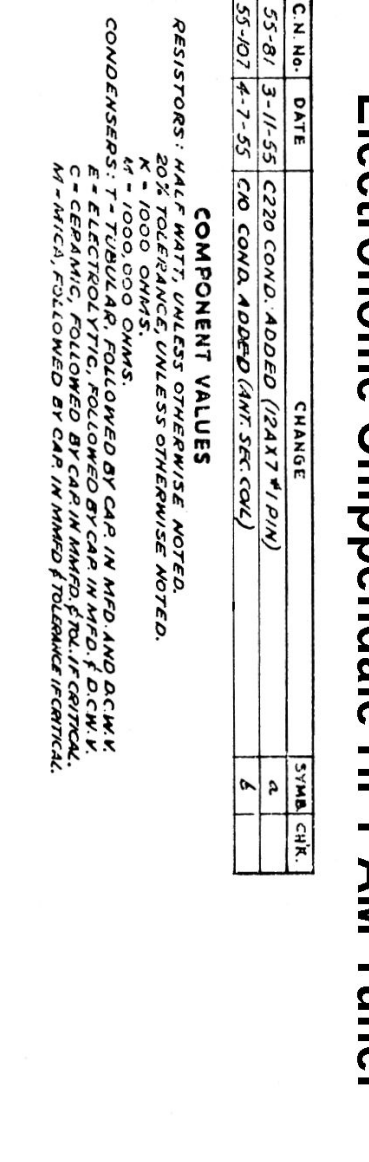 Electronic Chippendale HF1 AM Tuner
C.N. No. DATE CHANGE SYMB CH'K.
55-81 3-11-55 C220 COND. ADDED (12AX7 #1 PIN) a
55-107 4-7-55 C10 COND. ADDED (ANT. SEC. COIL) b
COMPONENT VALUES
RESISTORS: HALF WATT, UNLESS OTHERWISE NOTED.
20% TOLERANCE, UNLESS OTHERWISE NOTED.
K = 1000 OHMS.
M = 1000,000 OHMS.
CONDENSERS: T = TUBULAR, FOLLOWED BY CAP. IN MFD. AND D.C.W.V.
E = ELECTROLYTIC, FOLLOWED BY CAP. IN MFD. & D.C.W.V.
C = CERAMIC, FOLLOWED BY CAP. IN MMFD. & TOL. IF CRITICAL.
M = MICA, FOLLOWED BY CAP. IN MMFD & TOLERANCE IF CRITICAL.